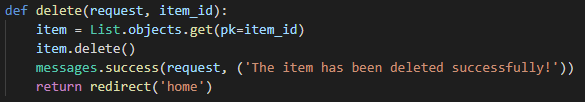 def delete(request, item_id):
    item = List.objects.get(pk=item_id)
    item.delete()
    messages.success(request, ('The item has been deleted successfully!'))
    return redirect('home')